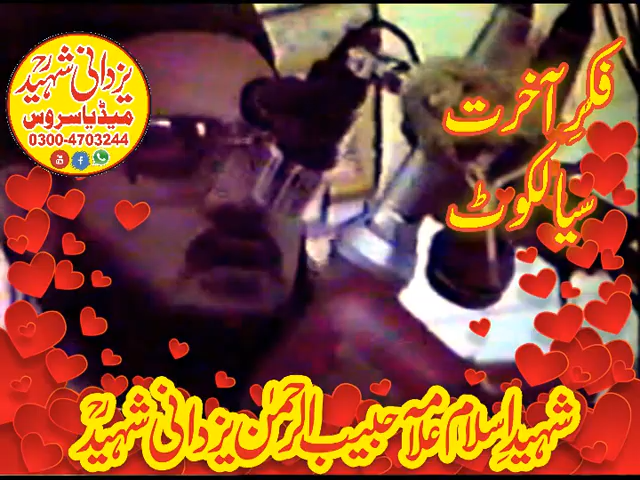 یزدانی شہیدؒ
میڈیا سروس
0300-4703244
فکرِ آخرت
سیالکوٹ
شہیدِ اسلام علامہ حبیب الرحمٰن یزدانی شہیدؒ